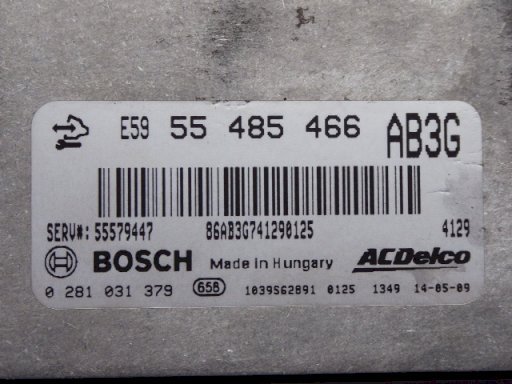 E59 55 485 466 AB3G
SERV#: 55579447 86AB3G741290125 4129
BOSCH Made in Hungary ACDelco
0 281 031 379 658 1039S62891 0125 1349 14-05-09